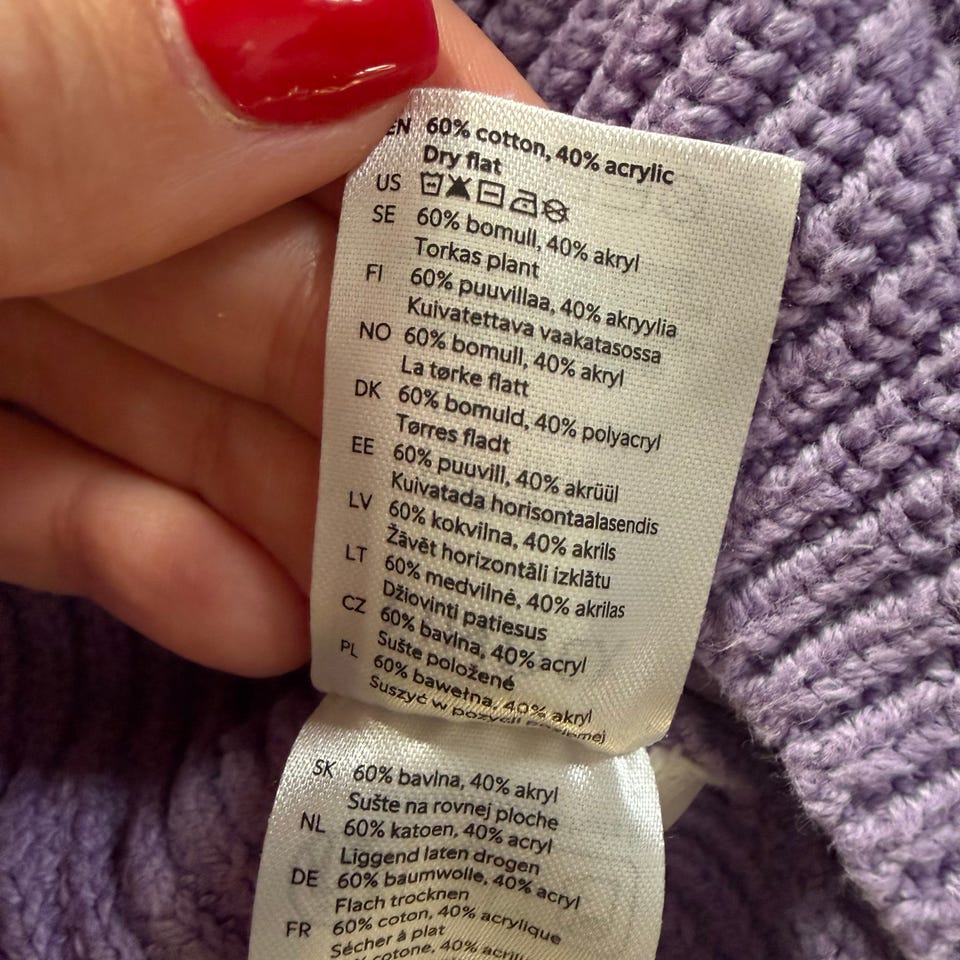 EN 60% cotton, 40% acrylic
Dry flat
US
SE 60% bomull, 40% akryl
Torkas plant
FI 60% puuvillaa, 40% akryylia
Kuivatettava vaakatasossa
NO 60% bomull, 40% akryl
La tørke flatt
DK 60% bomuld, 40% polyacryl
Tørres fladt
EE 60% puuvill, 40% akrüül
Kuivatada horisontaalasendis
LV 60% kokvilna, 40% akrils
Žāvēt horizontāli izklātu
LT 60% medvilnė, 40% akrilas
Džiovinti patiesus
CZ 60% bavlna, 40% acryl
Sušte položené
PL 60% bawełna, 40% akryl
Suszyć w pozycji poziomej
SK 60% bavlna, 40% akryl
Sušte na rovnej ploche
NL 60% katoen, 40% acryl
Liggend laten drogen
DE 60% baumwolle, 40% acryl
Flach trocknen
FR 60% coton, 40% acrylique
Sécher à plat
cotone, 40%